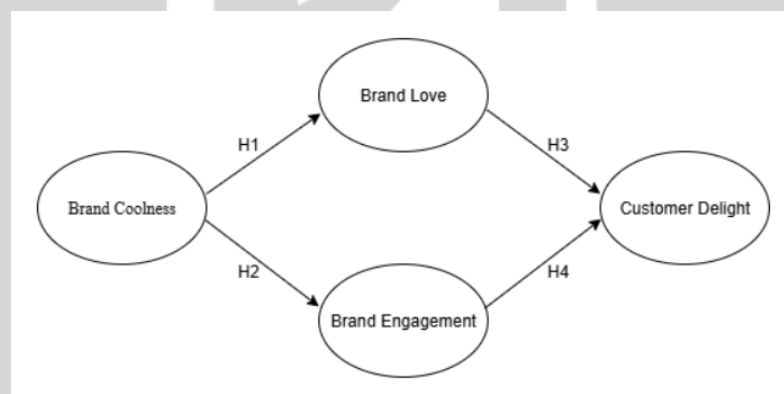 Brand Love
H1
H3
Brand Coolness
Customer Delight
H2
H4
Brand Engagement